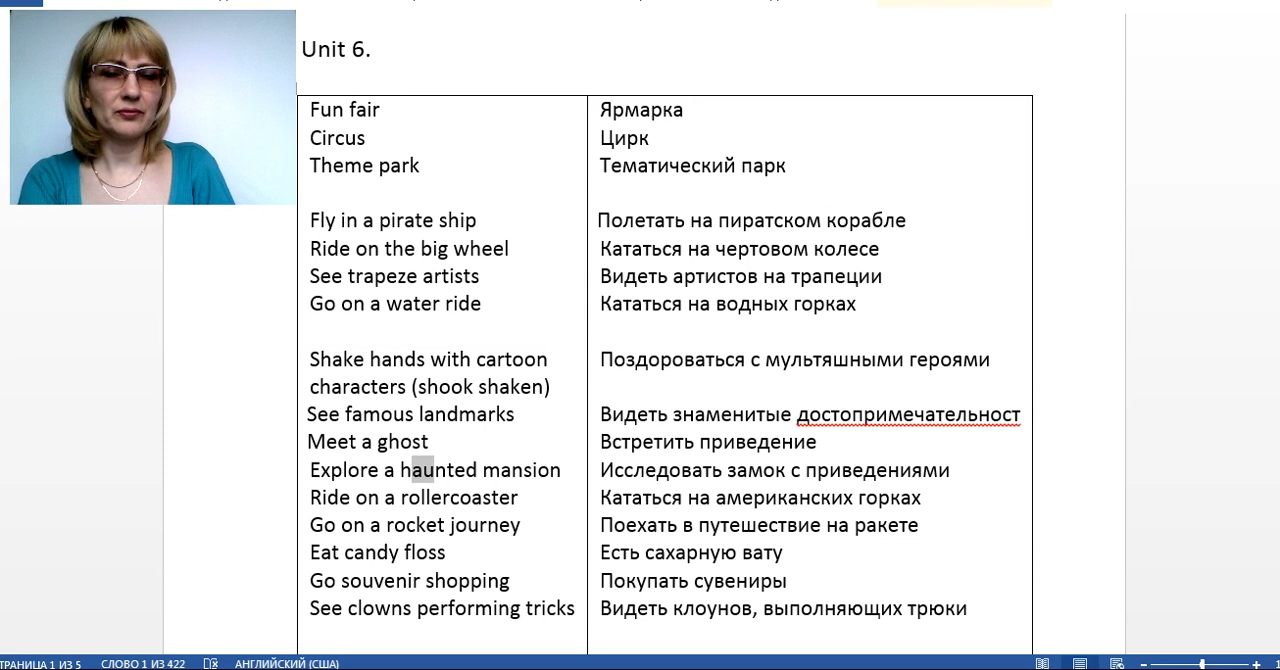 Unit 6.
Fun fair Ярмарка
Circus Цирк
Theme park Тематический парк
Fly in a pirate ship Полетать на пиратском корабле
Ride on the big wheel Кататься на чертовом колесе
See trapeze artists Видеть артистов на трапеции
Go on a water ride Кататься на водных горках
Shake hands with cartoon Поздороваться с мультяшными героями
characters (shook shaken)
See famous landmarks Видеть знаменитые достопримечательност
Meet a ghost Встретить приведение
Explore a haunted mansion Исследовать замок с приведениями
Ride on a rollercoaster Кататься на американских горках
Go on a rocket journey Поехать в путешествие на ракете
Eat candy floss Есть сахарную вату
Go souvenir shopping Покупать сувениры
See clowns performing tricks Видеть клоунов, выполняющих трюки
ТРАНИЦА 1 ИЗ 5 СЛОВО 1 ИЗ 422 АНГЛИЙСКИЙ (США)